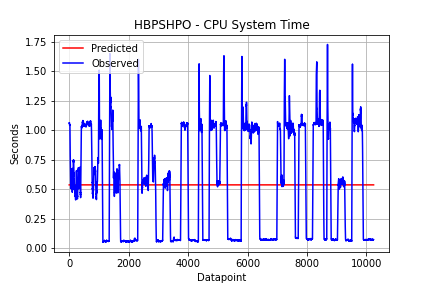 HBPSHPO - CPU System Time
Predicted
Observed
Seconds
1.75
1.50
1.25
1.00
0.75
0.50
0.25
0.00
0 2000 4000 6000 8000 10000
Datapoint